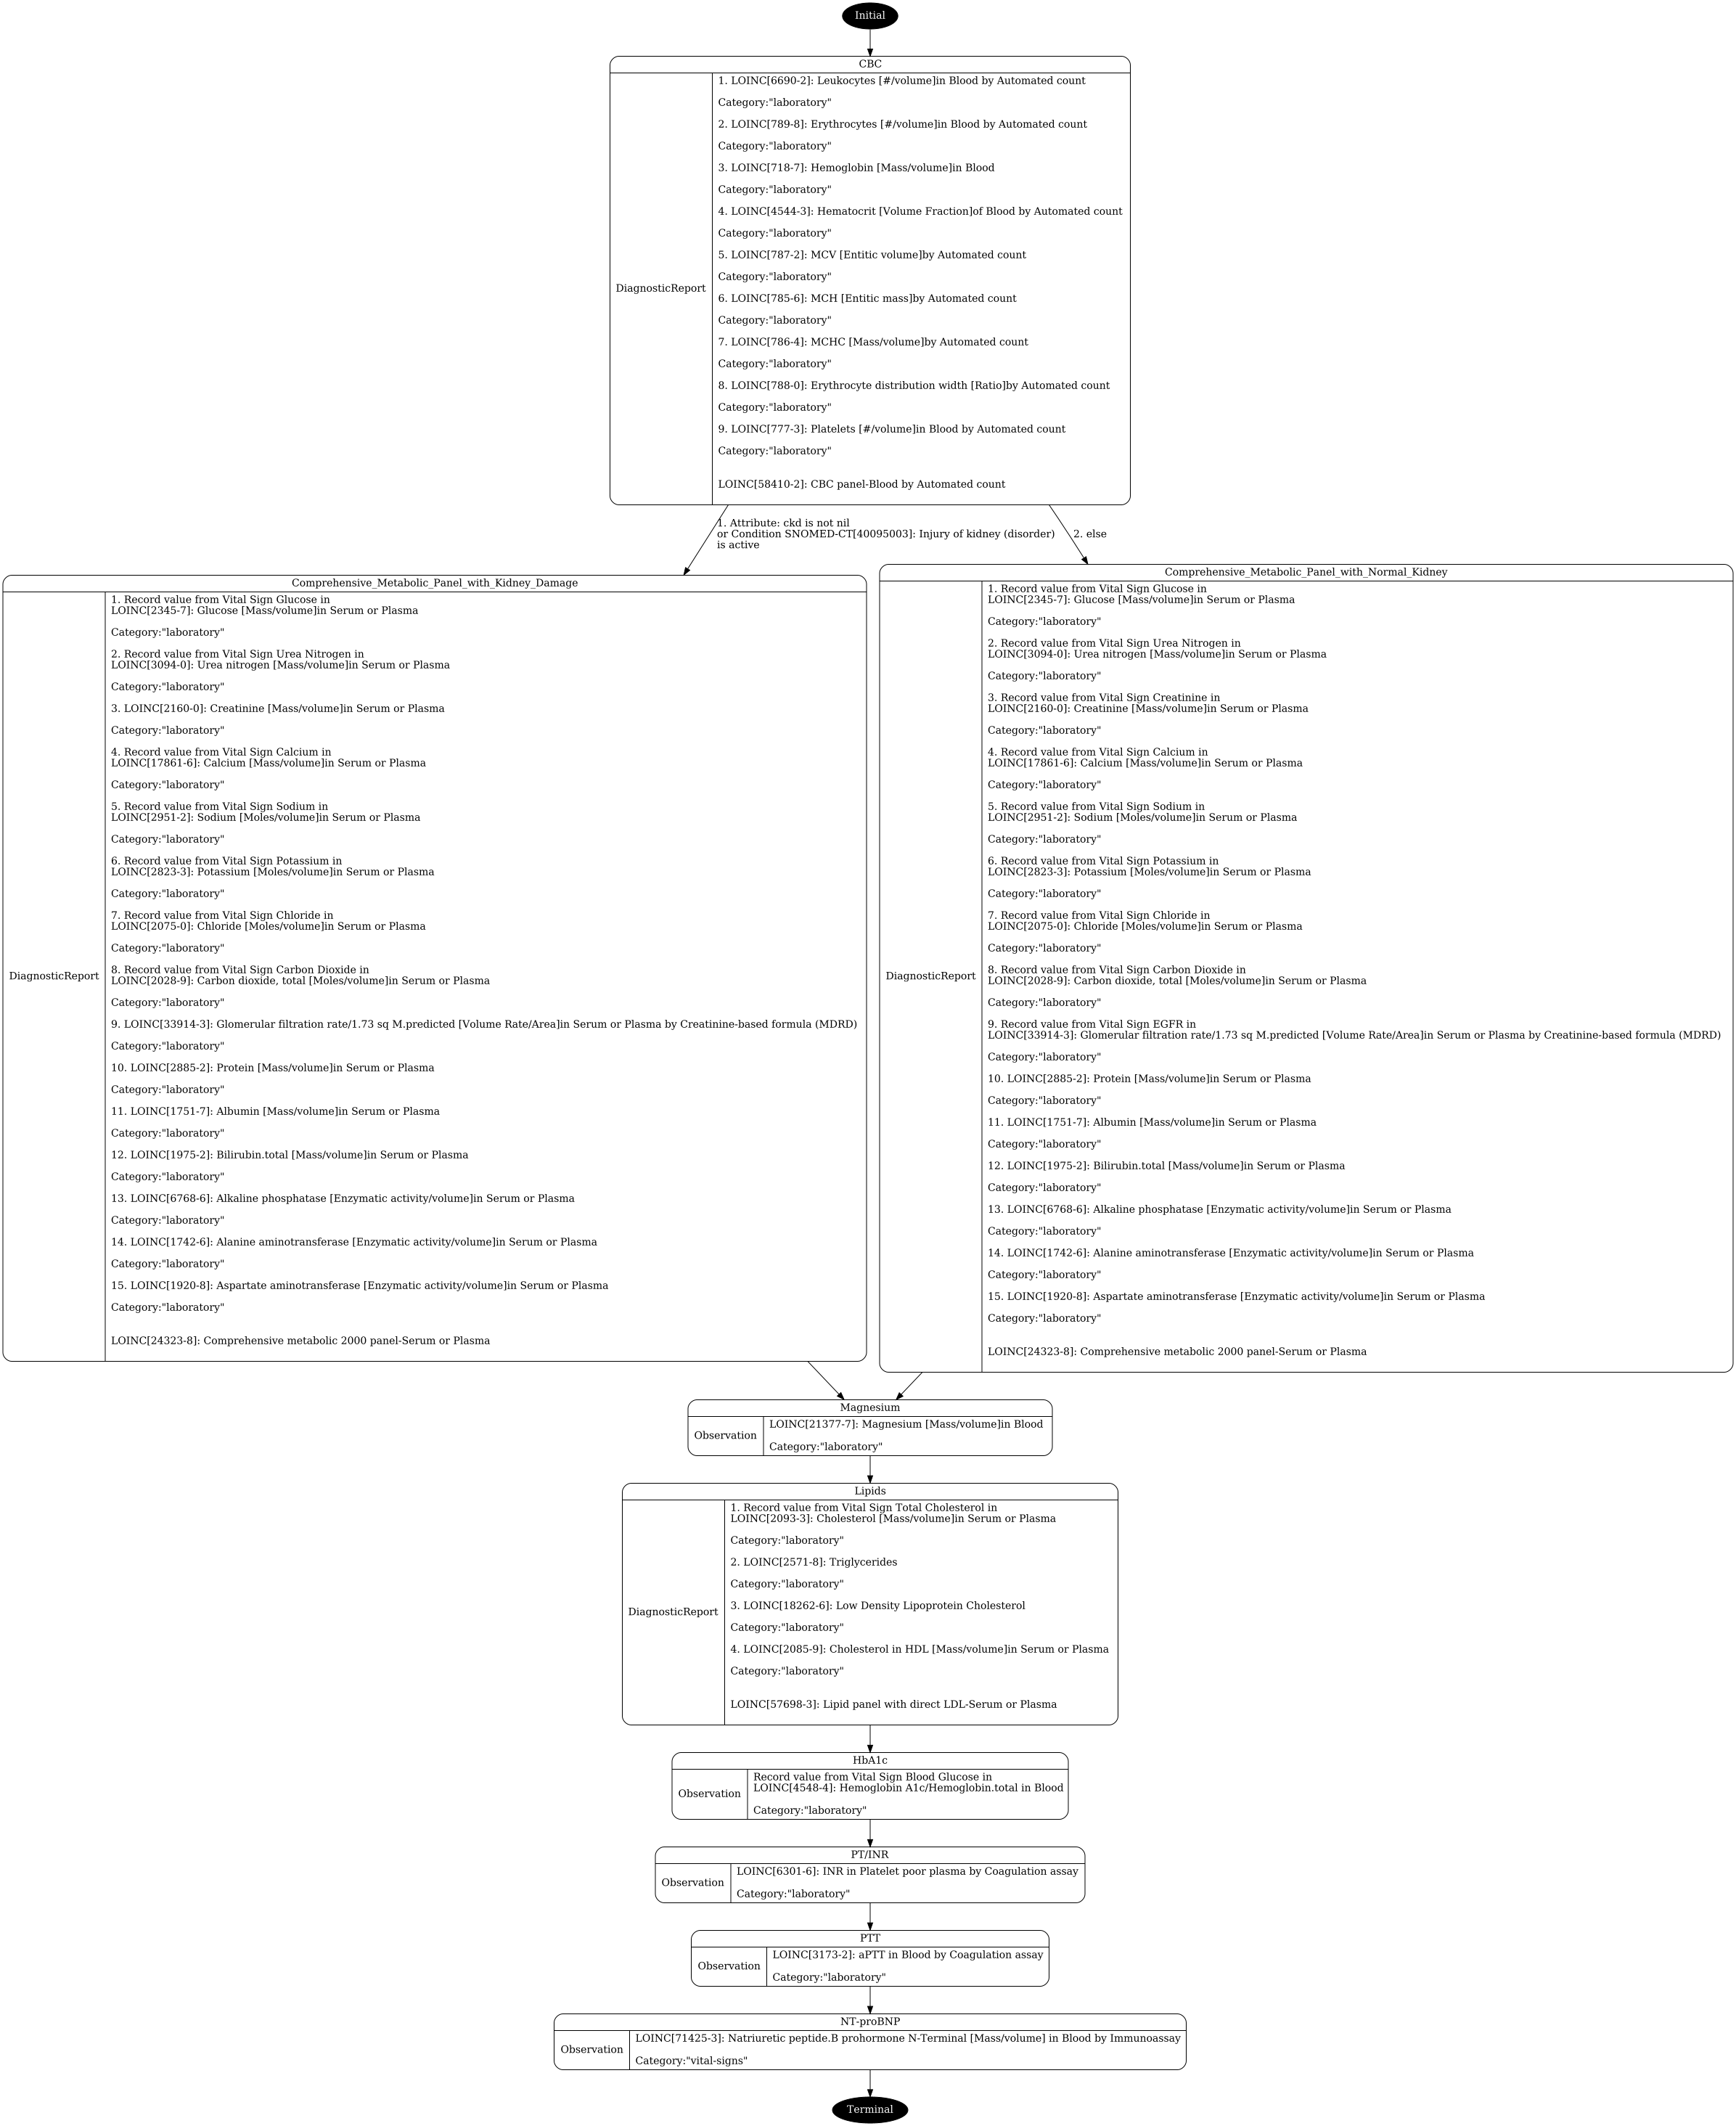 Initial
CBC
DiagnosticReport
1. LOINC[6690-2]: Leukocytes [#/volume]in Blood by Automated count
Category:"laboratory"
2. LOINC[789-8]: Erythrocytes [#/volume]in Blood by Automated count
Category:"laboratory"
3. LOINC[718-7]: Hemoglobin [Mass/volume]in Blood
Category:"laboratory"
4. LOINC[4544-3]: Hematocrit [Volume Fraction]of Blood by Automated count
Category:"laboratory"
5. LOINC[787-2]: MCV [Entitic volume]by Automated count
Category:"laboratory"
6. LOINC[785-6]: MCH [Entitic mass]by Automated count
Category:"laboratory"
7. LOINC[786-4]: MCHC [Mass/volume]by Automated count
Category:"laboratory"
8. LOINC[788-0]: Erythrocyte distribution width [Ratio]by Automated count
Category:"laboratory"
9. LOINC[777-3]: Platelets [#/volume]in Blood by Automated count
Category:"laboratory"
LOINC[58410-2]: CBC panel-Blood by Automated count
1. Attribute: ckd is not nil
or Condition SNOMED-CT[40095003]: Injury of kidney (disorder)
is active
2. else
Comprehensive_Metabolic_Panel_with_Kidney_Damage
DiagnosticReport
1. Record value from Vital Sign Glucose in
LOINC[2345-7]: Glucose [Mass/volume]in Serum or Plasma
Category:"laboratory"
2. Record value from Vital Sign Urea Nitrogen in
LOINC[3094-0]: Urea nitrogen [Mass/volume]in Serum or Plasma
Category:"laboratory"
3. LOINC[2160-0]: Creatinine [Mass/volume]in Serum or Plasma
Category:"laboratory"
4. Record value from Vital Sign Calcium in
LOINC[17861-6]: Calcium [Mass/volume]in Serum or Plasma
Category:"laboratory"
5. Record value from Vital Sign Sodium in
LOINC[2951-2]: Sodium [Moles/volume]in Serum or Plasma
Category:"laboratory"
6. Record value from Vital Sign Potassium in
LOINC[2823-3]: Potassium [Moles/volume]in Serum or Plasma
Category:"laboratory"
7. Record value from Vital Sign Chloride in
LOINC[2075-0]: Chloride [Moles/volume]in Serum or Plasma
Category:"laboratory"
8. Record value from Vital Sign Carbon Dioxide in
LOINC[2028-9]: Carbon dioxide, total [Moles/volume]in Serum or Plasma
Category:"laboratory"
9. LOINC[33914-3]: Glomerular filtration rate/1.73 sq M.predicted [Volume Rate/Area]in Serum or Plasma by Creatinine-based formula (MDRD)
Category:"laboratory"
10. LOINC[2885-2]: Protein [Mass/volume]in Serum or Plasma
Category:"laboratory"
11. LOINC[1751-7]: Albumin [Mass/volume]in Serum or Plasma
Category:"laboratory"
12. LOINC[1975-2]: Bilirubin.total [Mass/volume]in Serum or Plasma
Category:"laboratory"
13. LOINC[6768-6]: Alkaline phosphatase [Enzymatic activity/volume]in Serum or Plasma
Category:"laboratory"
14. LOINC[1742-6]: Alanine aminotransferase [Enzymatic activity/volume]in Serum or Plasma
Category:"laboratory"
15. LOINC[1920-8]: Aspartate aminotransferase [Enzymatic activity/volume]in Serum or Plasma
Category:"laboratory"
LOINC[24323-8]: Comprehensive metabolic 2000 panel-Serum or Plasma
Comprehensive_Metabolic_Panel_with_Normal_Kidney
DiagnosticReport
1. Record value from Vital Sign Glucose in
LOINC[2345-7]: Glucose [Mass/volume]in Serum or Plasma
Category:"laboratory"
2. Record value from Vital Sign Urea Nitrogen in
LOINC[3094-0]: Urea nitrogen [Mass/volume]in Serum or Plasma
Category:"laboratory"
3. Record value from Vital Sign Creatinine in
LOINC[2160-0]: Creatinine [Mass/volume]in Serum or Plasma
Category:"laboratory"
4. Record value from Vital Sign Calcium in
LOINC[17861-6]: Calcium [Mass/volume]in Serum or Plasma
Category:"laboratory"
5. Record value from Vital Sign Sodium in
LOINC[2951-2]: Sodium [Moles/volume]in Serum or Plasma
Category:"laboratory"
6. Record value from Vital Sign Potassium in
LOINC[2823-3]: Potassium [Moles/volume]in Serum or Plasma
Category:"laboratory"
7. Record value from Vital Sign Chloride in
LOINC[2075-0]: Chloride [Moles/volume]in Serum or Plasma
Category:"laboratory"
8. Record value from Vital Sign Carbon Dioxide in
LOINC[2028-9]: Carbon dioxide, total [Moles/volume]in Serum or Plasma
Category:"laboratory"
9. Record value from Vital Sign EGFR in
LOINC[33914-3]: Glomerular filtration rate/1.73 sq M.predicted [Volume Rate/Area]in Serum or Plasma by Creatinine-based formula (MDRD)
Category:"laboratory"
10. LOINC[2885-2]: Protein [Mass/volume]in Serum or Plasma
Category:"laboratory"
11. LOINC[1751-7]: Albumin [Mass/volume]in Serum or Plasma
Category:"laboratory"
12. LOINC[1975-2]: Bilirubin.total [Mass/volume]in Serum or Plasma
Category:"laboratory"
13. LOINC[6768-6]: Alkaline phosphatase [Enzymatic activity/volume]in Serum or Plasma
Category:"laboratory"
14. LOINC[1742-6]: Alanine aminotransferase [Enzymatic activity/volume]in Serum or Plasma
Category:"laboratory"
15. LOINC[1920-8]: Aspartate aminotransferase [Enzymatic activity/volume]in Serum or Plasma
Category:"laboratory"
LOINC[24323-8]: Comprehensive metabolic 2000 panel-Serum or Plasma
Magnesium
Observation
LOINC[21377-7]: Magnesium [Mass/volume]in Blood
Category:"laboratory"
Lipids
DiagnosticReport
1. Record value from Vital Sign Total Cholesterol in
LOINC[2093-3]: Cholesterol [Mass/volume]in Serum or Plasma
Category:"laboratory"
2. LOINC[2571-8]: Triglycerides
Category:"laboratory"
3. LOINC[18262-6]: Low Density Lipoprotein Cholesterol
Category:"laboratory"
4. LOINC[2085-9]: Cholesterol in HDL [Mass/volume]in Serum or Plasma
Category:"laboratory"
LOINC[57698-3]: Lipid panel with direct LDL-Serum or Plasma
HbA1c
Observation
Record value from Vital Sign Blood Glucose in
LOINC[4548-4]: Hemoglobin A1c/Hemoglobin.total in Blood
Category:"laboratory"
PT/INR
Observation
LOINC[6301-6]: INR in Platelet poor plasma by Coagulation assay
Category:"laboratory"
PTT
Observation
LOINC[3173-2]: aPTT in Blood by Coagulation assay
Category:"laboratory"
NT-proBNP
Observation
LOINC[71425-3]: Natriuretic peptide.B prohormone N-Terminal [Mass/volume] in Blood by Immunoassay
Category:"vital-signs"
Terminal